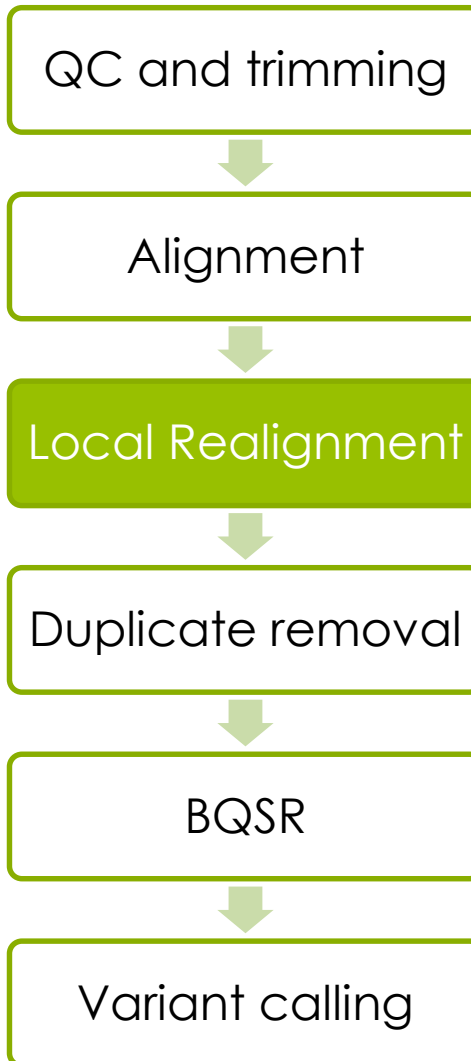 QC and trimming
Alignment
Local Realignment
Duplicate removal
BQSR
Variant calling